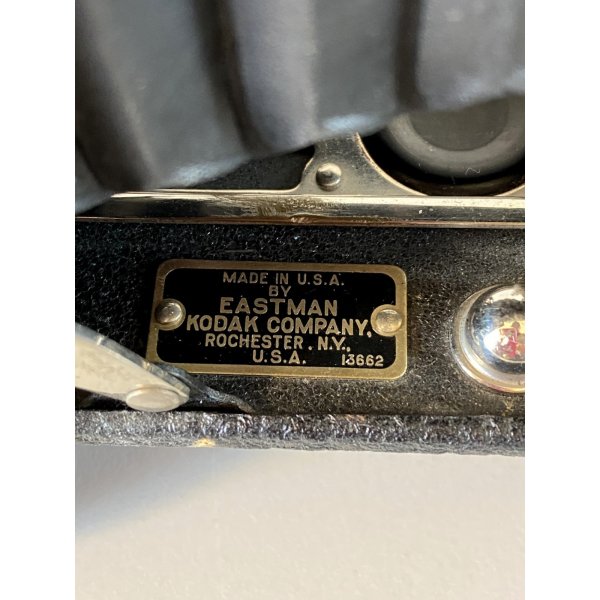 MADE IN U.S.A.
BY
EASTMAN
KODAK COMPANY,
ROCHESTER. N.Y.,
U.S.A. 13662